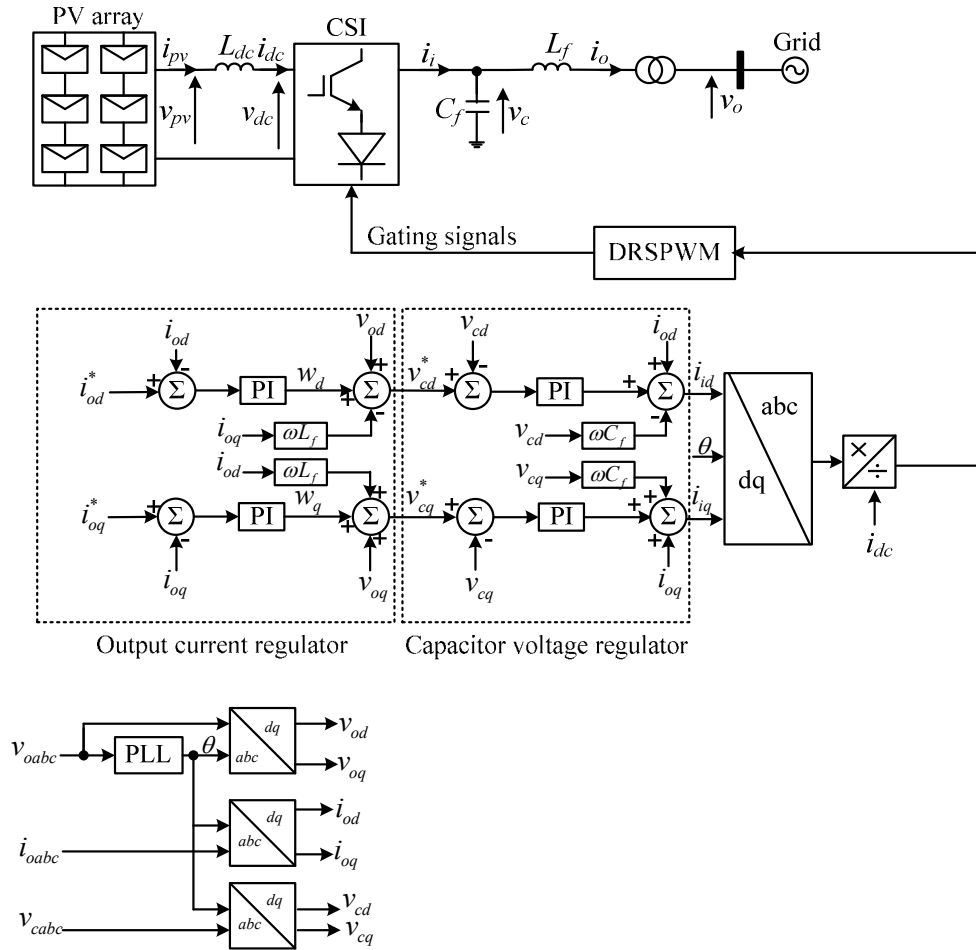 PV array
CSI
Grid
i_pv
L_dc
i_dc
i_i
L_f
i_o
v_pv
v_dc
C_f
v_c
v_o
Gating signals
DRSPWM
i_od
v_od
v_cd
i_od
i*_od
+
-
Σ
PI
w_d
+
+
-
Σ
v*_cd
+
-
Σ
PI
+
+
-
Σ
i_id
i_oq
ωL_f
v_cd
ωC_f
θ
abc
dq
×
÷
i_dc
i_od
ωL_f
v_cq
ωC_f
i*_oq
+
-
Σ
PI
w_q
+
+
+
Σ
v*_cq
+
-
Σ
PI
+
+
+
Σ
i_iq
i_oq
v_oq
v_cq
i_oq
Output current regulator
Capacitor voltage regulator
v_oabc
PLL
θ
dq
abc
v_od
v_oq
i_oabc
dq
abc
i_od
i_oq
v_cabc
dq
abc
v_cd
v_cq